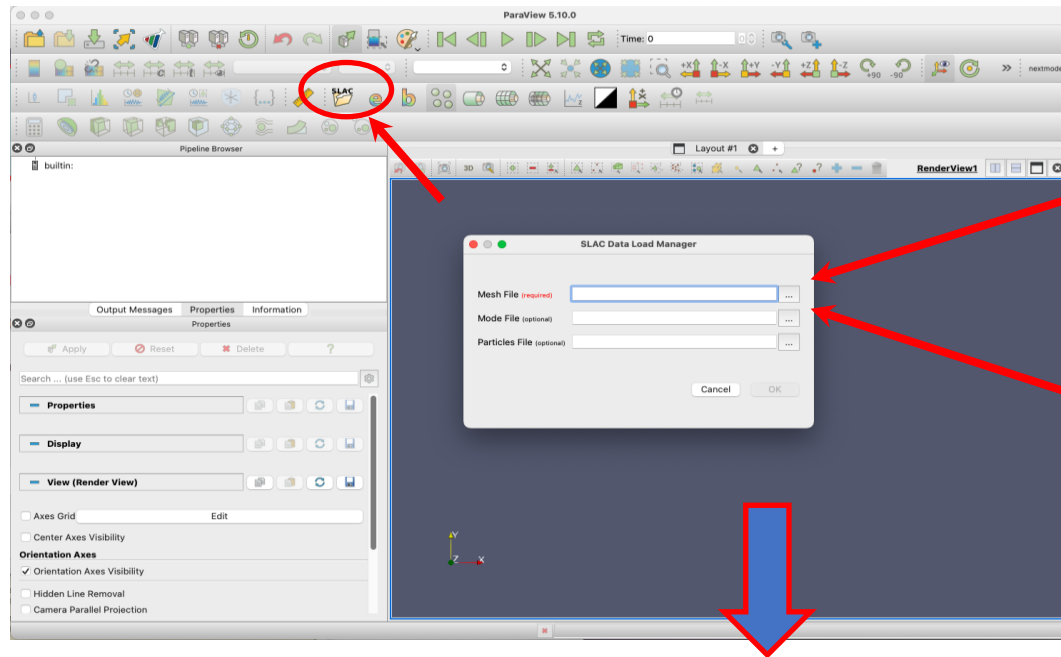 ParaView 5.10.0
Time: 0
+X -X +Y -Y +Z -Z +90 -90 » nextmode
SLAC
Pipeline Browser
Layout #1 +
builtin:
3D RenderView1
SLAC Data Load Manager
Mesh File (required) ...
Mode File (optional) ...
Particles File (optional) ...
Cancel OK
Output Messages Properties Information
Properties
Apply Reset Delete ?
Search ... (use Esc to clear text)
Properties
Display
View (Render View)
Axes Grid Edit
Center Axes Visibility
Orientation Axes
Orientation Axes Visibility
Hidden Line Removal
Camera Parallel Projection
Y
Z X